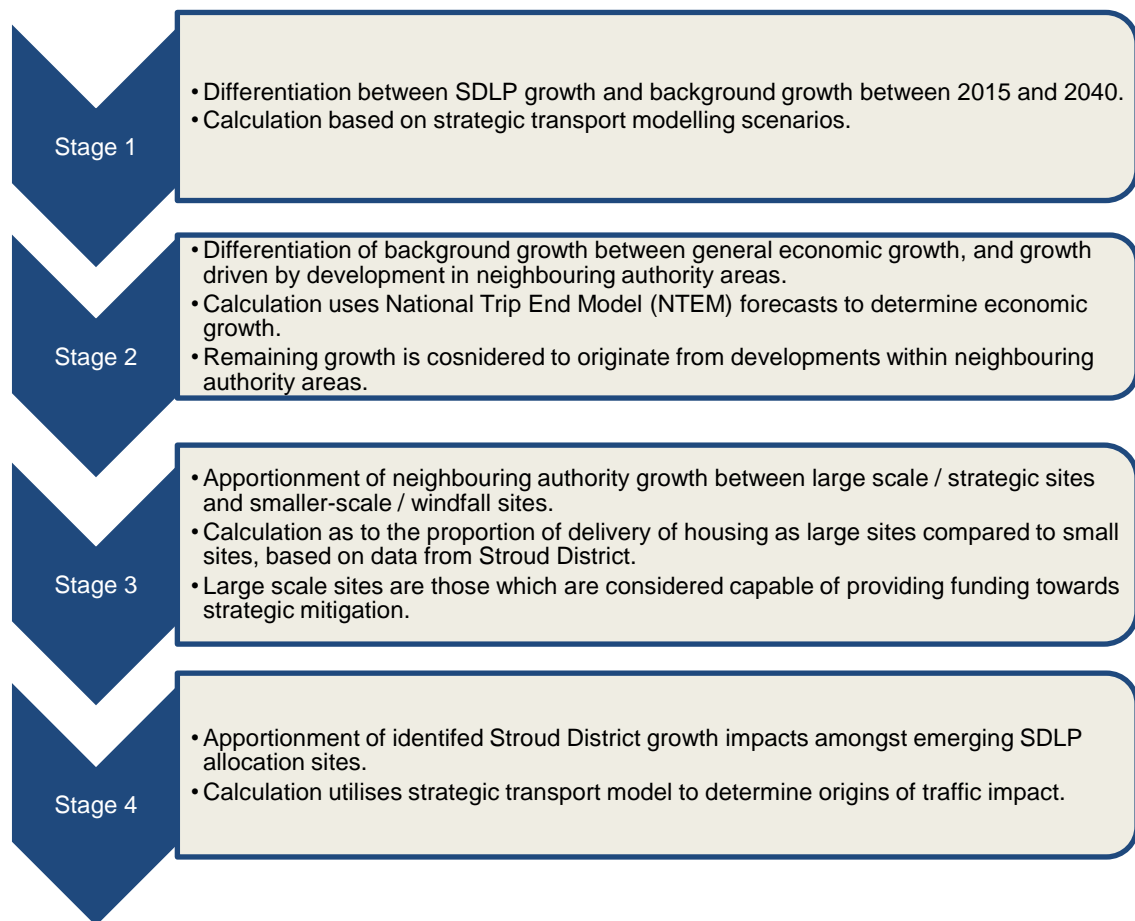 Stage 1
• Differentiation between SDLP growth and background growth between 2015 and 2040.
• Calculation based on strategic transport modelling scenarios.
Stage 2
• Differentiation of background growth between general economic growth, and growth
driven by development in neighbouring authority areas.
• Calculation uses National Trip End Model (NTEM) forecasts to determine economic
growth.
• Remaining growth is cosnidered to originate from developments within neighbouring
authority areas.
Stage 3
• Apportionment of neighbouring authority growth between large scale / strategic sites
and smaller-scale / windfall sites.
• Calculation as to the proportion of delivery of housing as large sites compared to small
sites, based on data from Stroud District.
• Large scale sites are those which are considered capable of providing funding towards
strategic mitigation.
Stage 4
• Apportionment of identifed Stroud District growth impacts amongst emerging SDLP
allocation sites.
• Calculation utilises strategic transport model to determine origins of traffic impact.